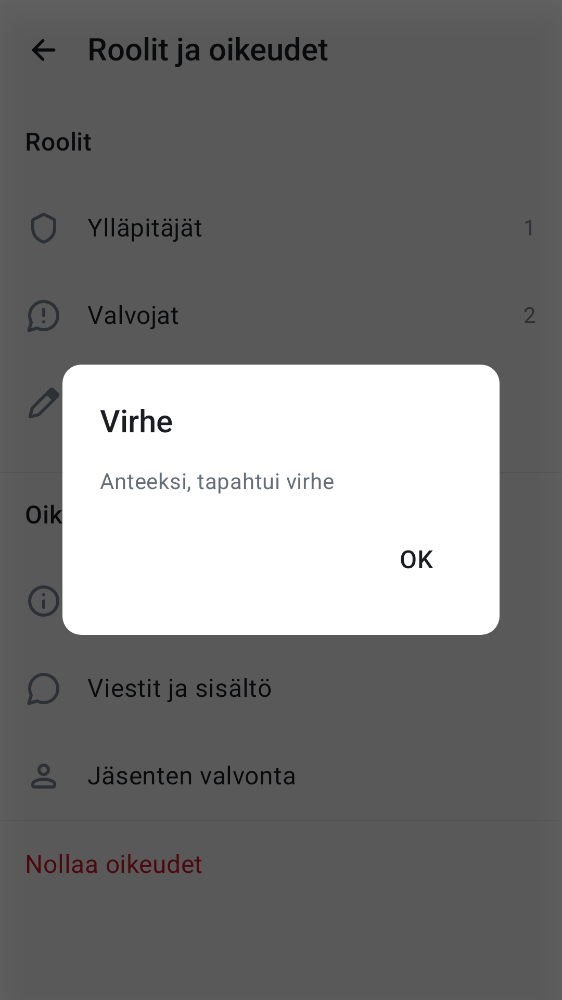 Roolit ja oikeudet
Roolit
Ylläpitäjät 1
Valvojat 2
Virhe
Anteeksi, tapahtui virhe
OK
Viestit ja sisältö
Jäsenten valvonta
Nollaa oikeudet